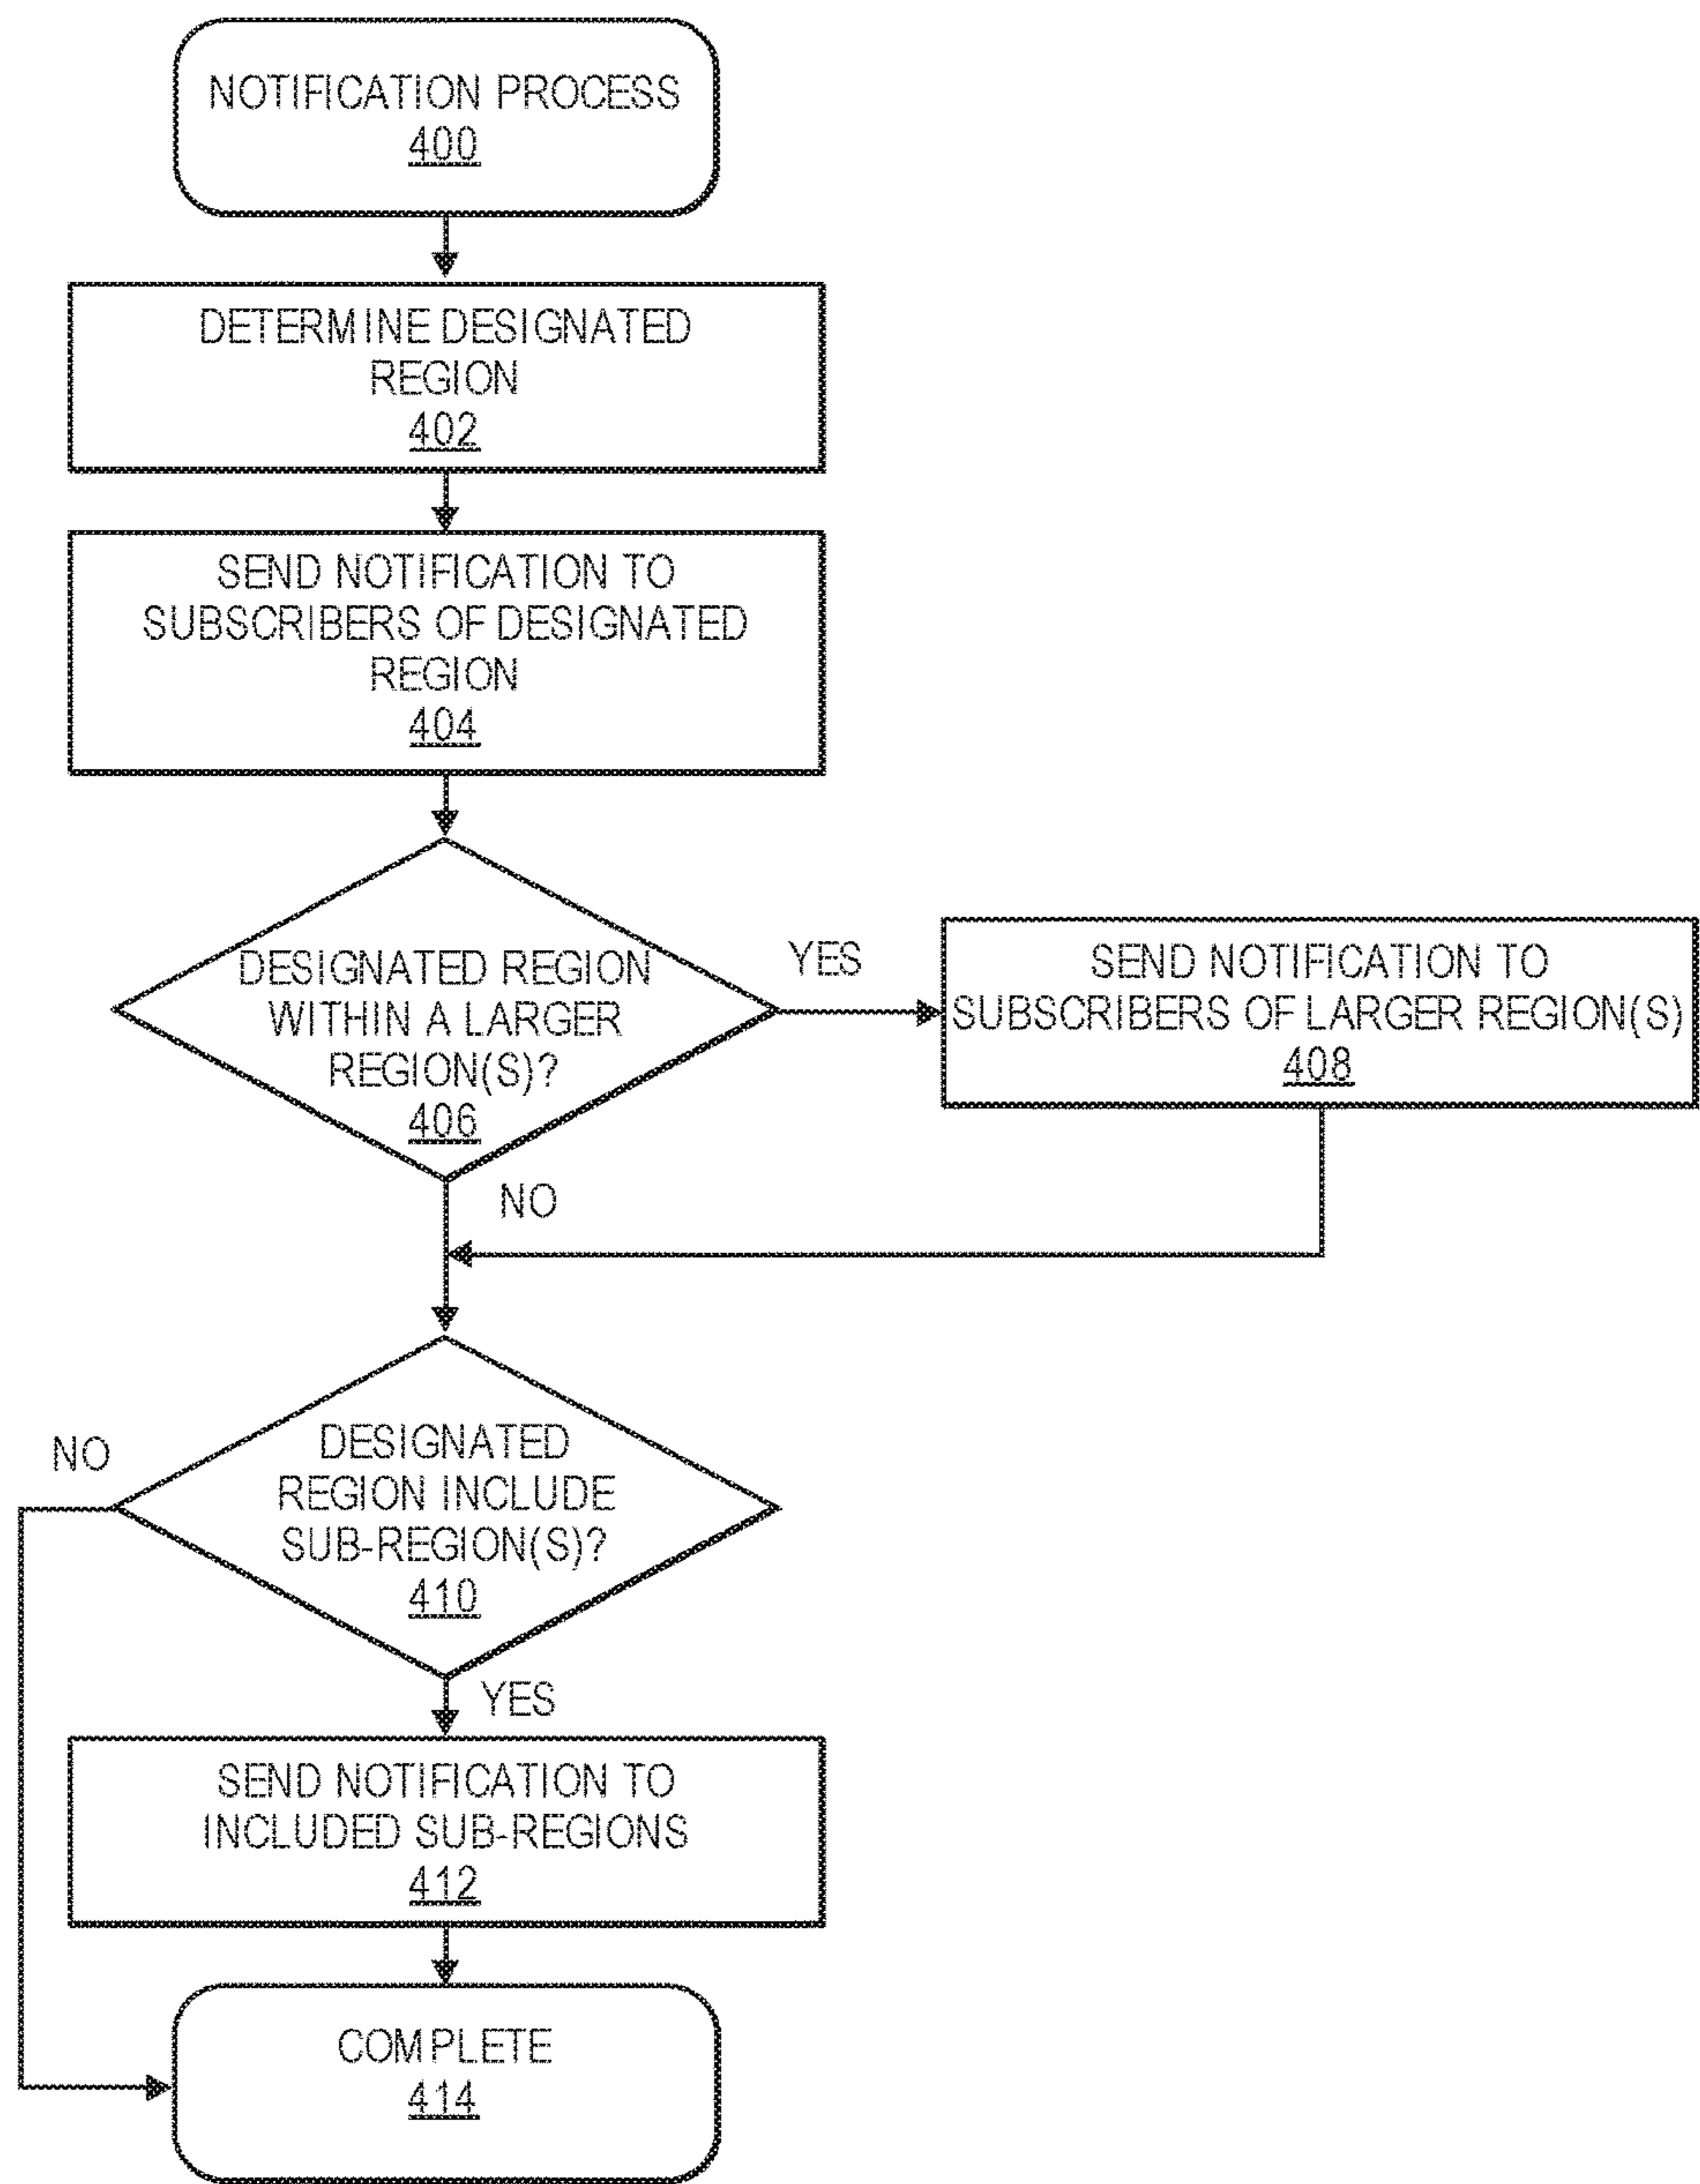 NOTIFICATION PROCESS
400
DETERMINE DESIGNATED
REGION
402
SEND NOTIFICATION TO
SUBSCRIBERS OF DESIGNATED
REGION
404
DESIGNATED REGION
WITHIN A LARGER
REGION(S)?
406
YES
SEND NOTIFICATION TO
SUBSCRIBERS OF LARGER REGION(S)
408
NO
DESIGNATED
REGION INCLUDE
SUB-REGION(S)?
410
NO
YES
SEND NOTIFICATION TO
INCLUDED SUB-REGIONS
412
COMPLETE
414